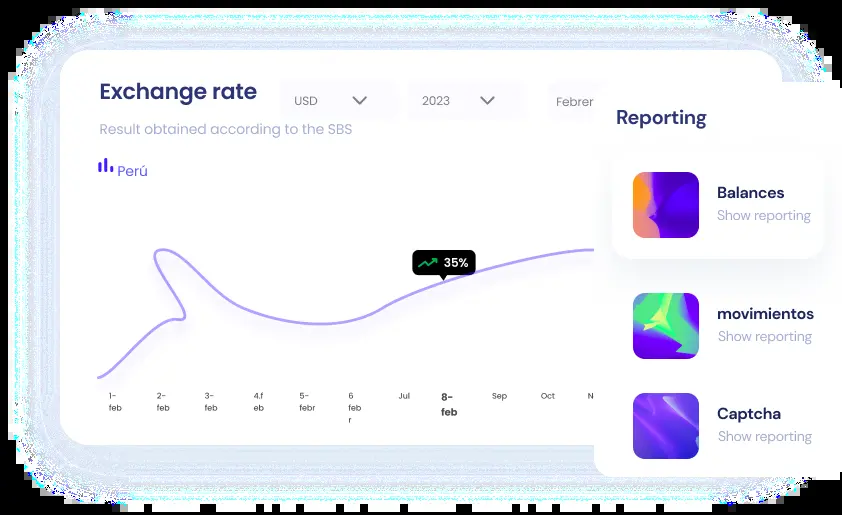 Exchange rate
USD
2023
Febrer
Result obtained according to the SBS
Perú
35%
1-
feb
2-
feb
3-
feb
4.f
eb
5-
febr
6
feb
r
Jul
8-
feb
Sep
Oct
N
Reporting
Balances
Show reporting
movimientos
Show reporting
Captcha
Show reporting